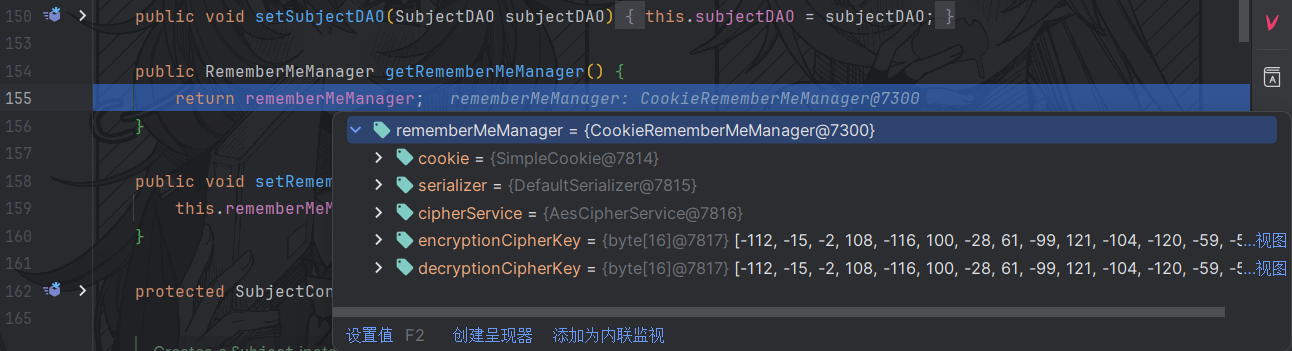 150 public void setSubjectDAO(SubjectDAO subjectDAO) { this.subjectDAO = subjectDAO; }
153
154 public RememberMeManager getRememberMeManager() {
155 return rememberMeManager; rememberMeManager: CookieRememberMeManager@7300
156 }
rememberMeManager = {CookieRememberMeManager@7300}
157
cookie = {SimpleCookie@7814}
158 public void setRemem
serializer = {DefaultSerializer@7815}
159 this.rememberMeM
cipherService = {AesCipherService@7816}
160 }
encryptionCipherKey = {byte[16]@7817} [-112, -15, -2, 108, -116, 100, -28, 61, -99, 121, -104, -120, -59, -5...视图
161
decryptionCipherKey = {byte[16]@7817} [-112, -15, -2, 108, -116, 100, -28, 61, -99, 121, -104, -120, -59, -5...视图
162 protected SubjectCon
165
设置值 F2 创建呈现器 添加为内联监视